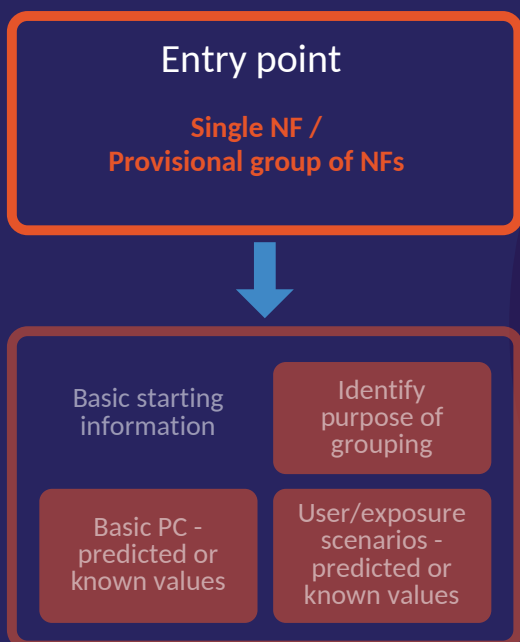 Entry point
Single NF /
Provisional group of NFs
Basic starting
information
Identify
purpose of
grouping
Basic PC -
predicted or
known values
User/exposure
scenarios -
predicted or
known values